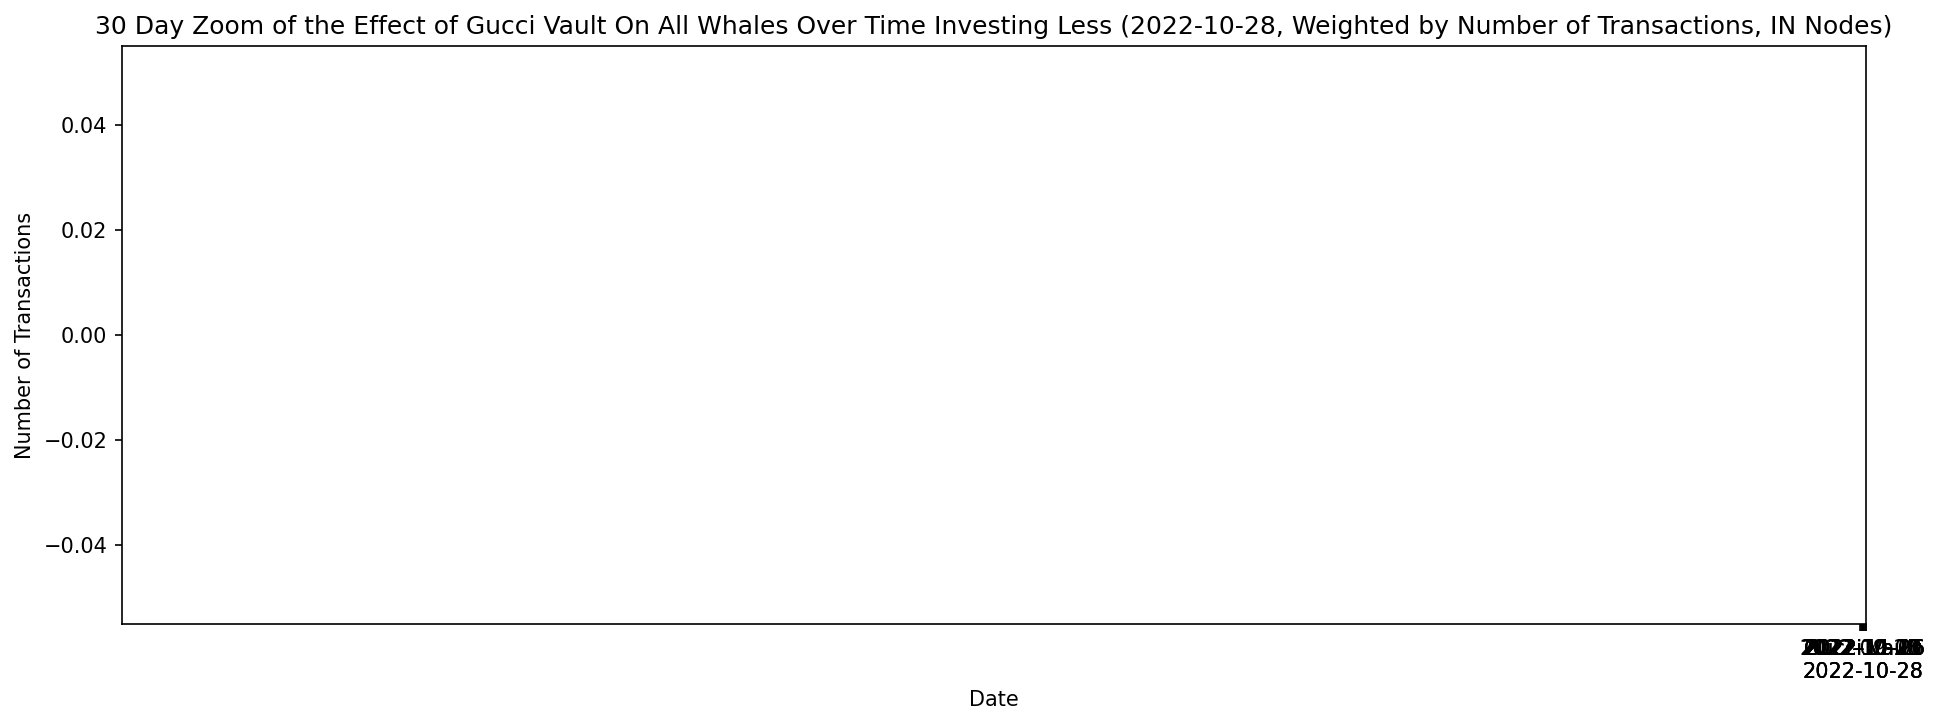 30 Day Zoom of the Effect of Gucci Vault On All Whales Over Time Investing Less (2022-10-28, Weighted by Number of Transactions, IN Nodes)
0.04
0.02
0.00
−0.02
−0.04
Number of Transactions
2022-10-28
Date